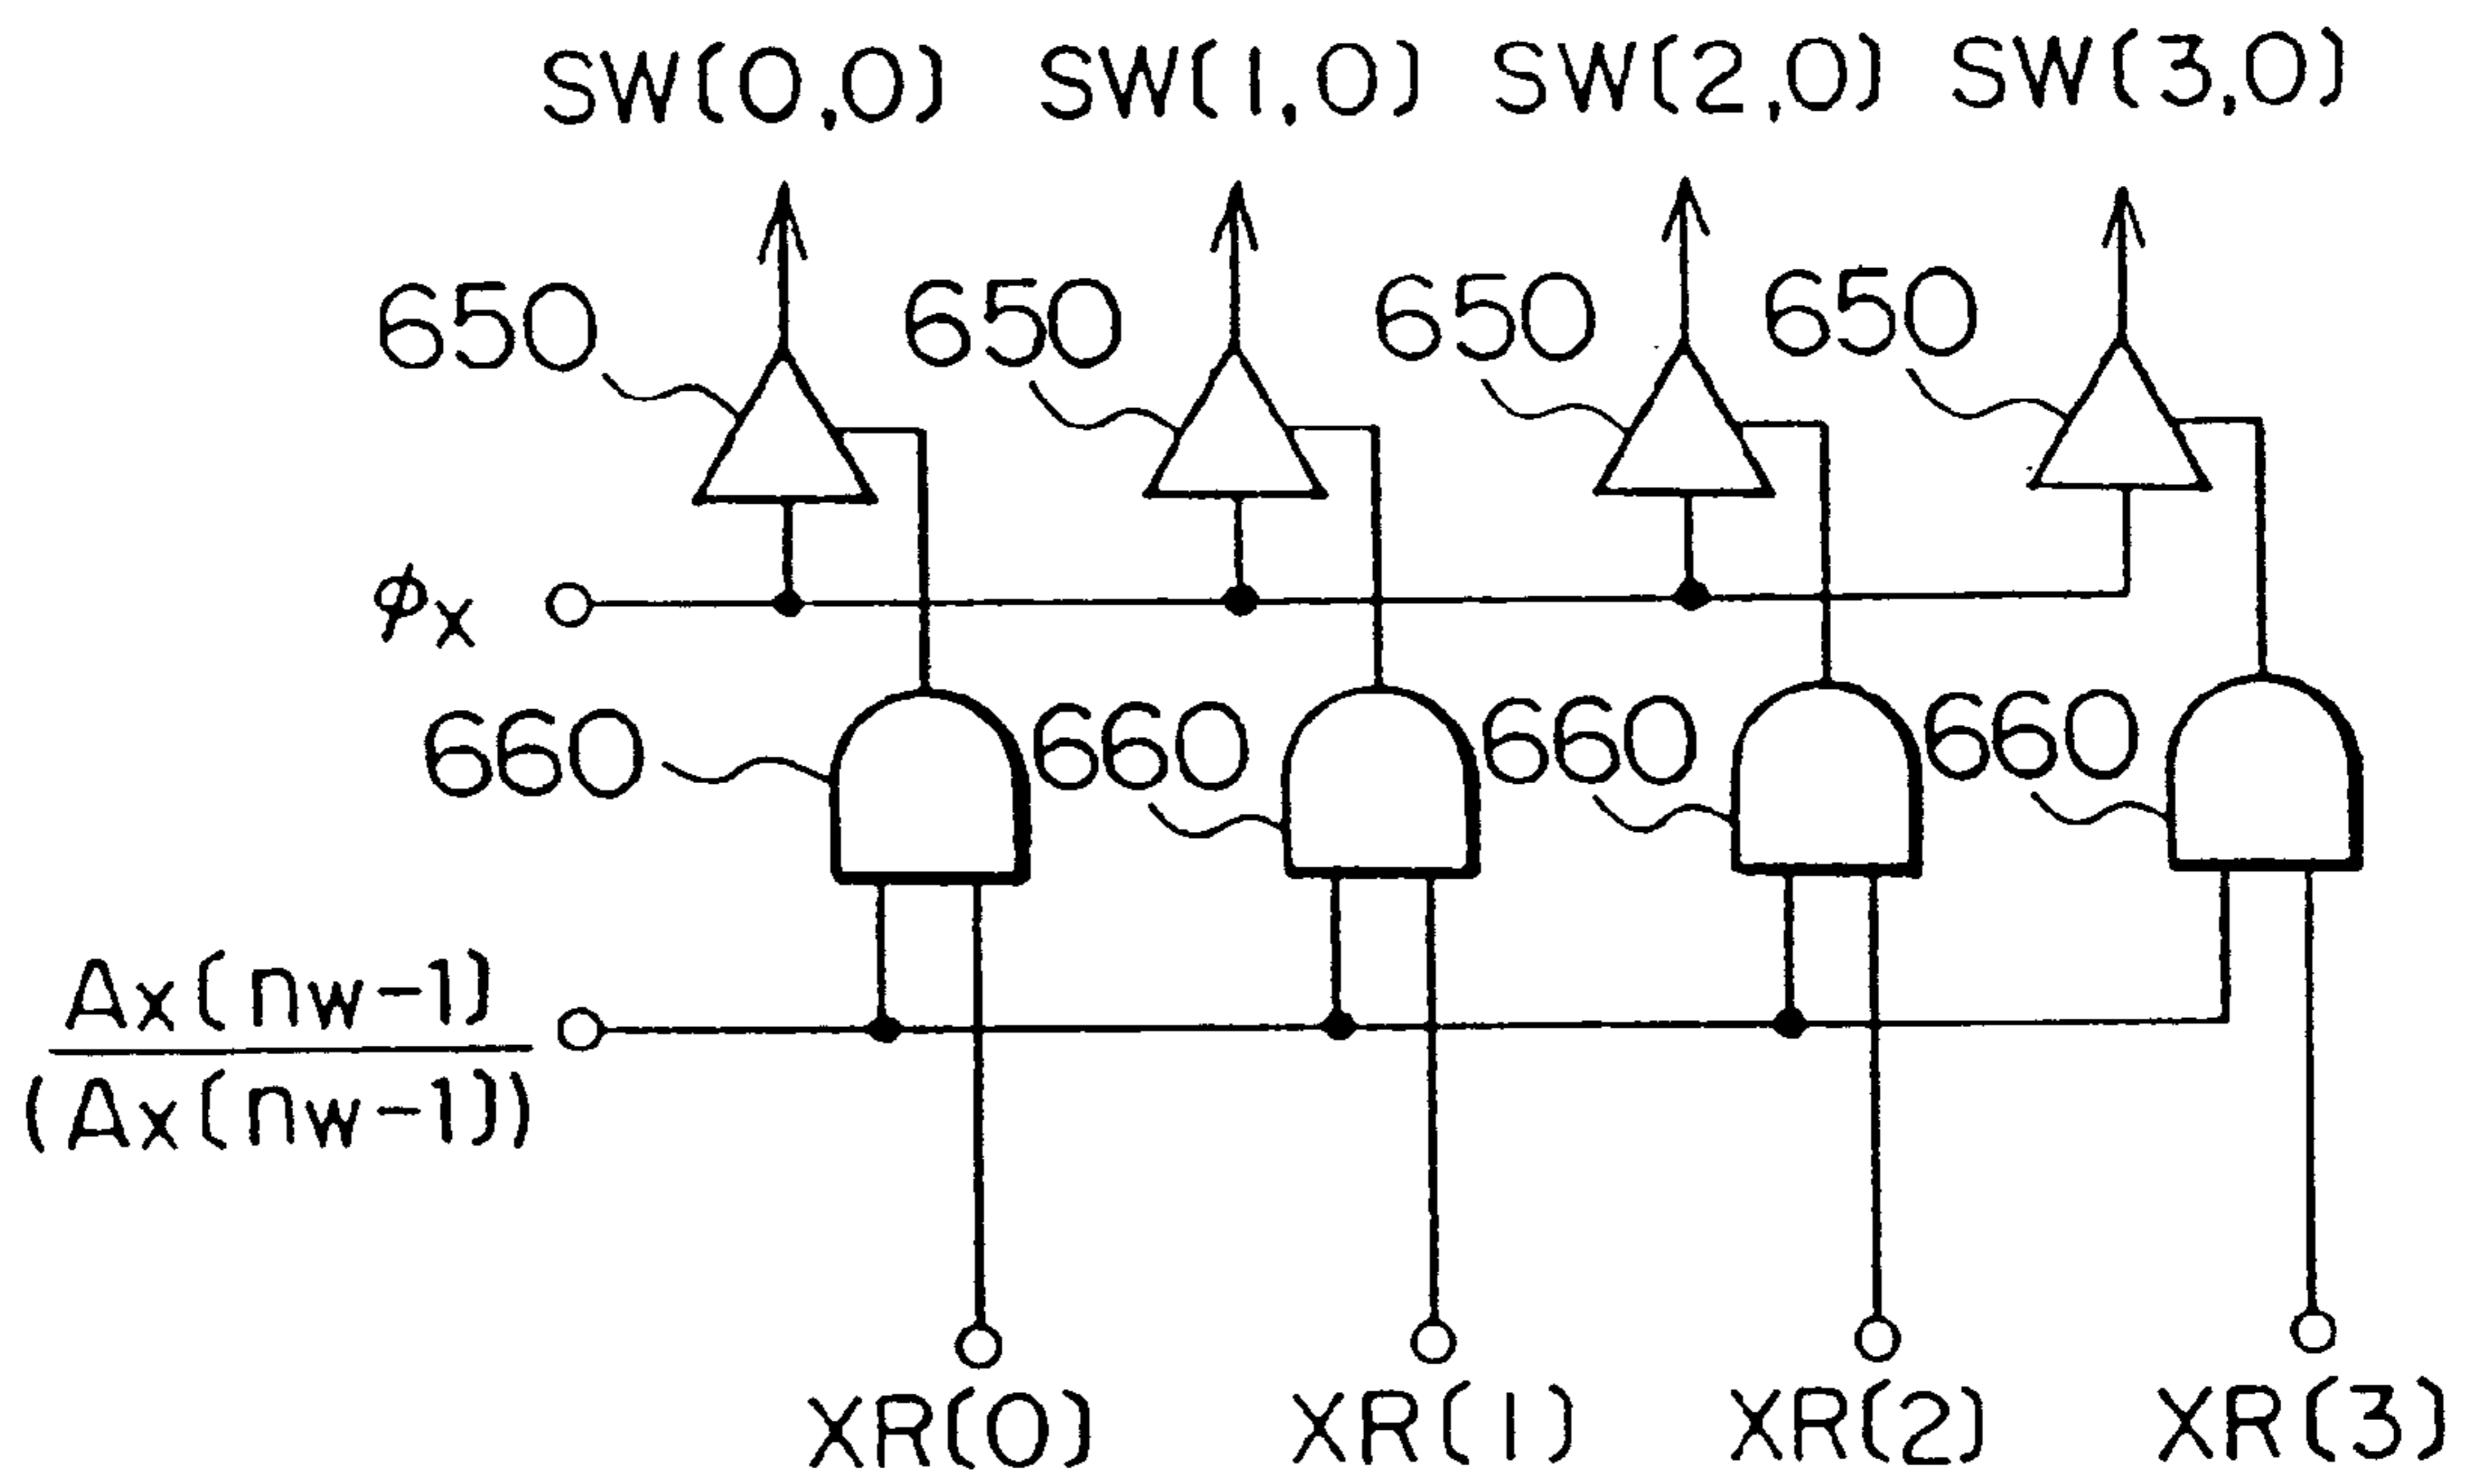 SW(0,0) SW(1,0) SW(2,0) SW(3,0)
650 650 650 650
φX
660 660 660 660
Ax(nw-1)
(Ax(nw-1))
XR(0) XR(1) XR(2) XR(3)